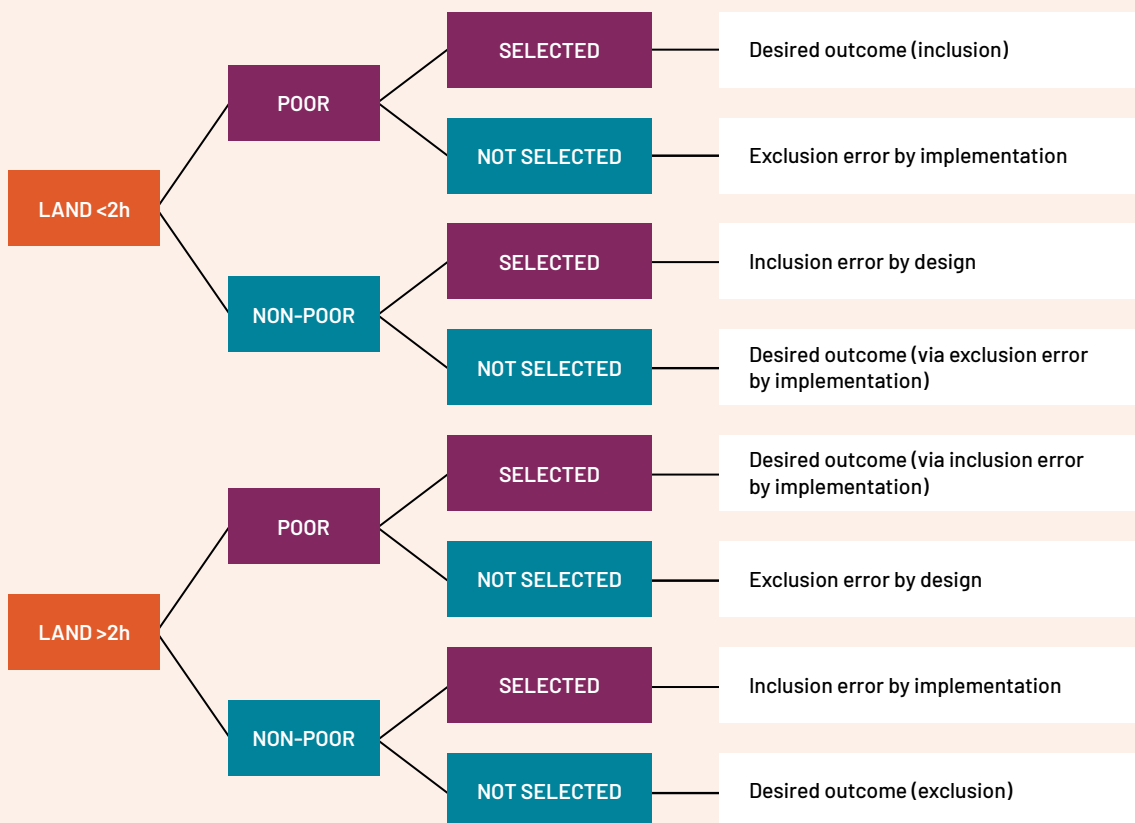 SELECTED
Desired outcome (inclusion)
POOR
NOT SELECTED
Exclusion error by implementation
LAND <2h
SELECTED
Inclusion error by design
NON-POOR
NOT SELECTED
Desired outcome (via exclusion error
by implementation)
SELECTED
Desired outcome (via inclusion error
by implementation)
POOR
NOT SELECTED
Exclusion error by design
LAND >2h
SELECTED
Inclusion error by implementation
NON-POOR
NOT SELECTED
Desired outcome (exclusion)